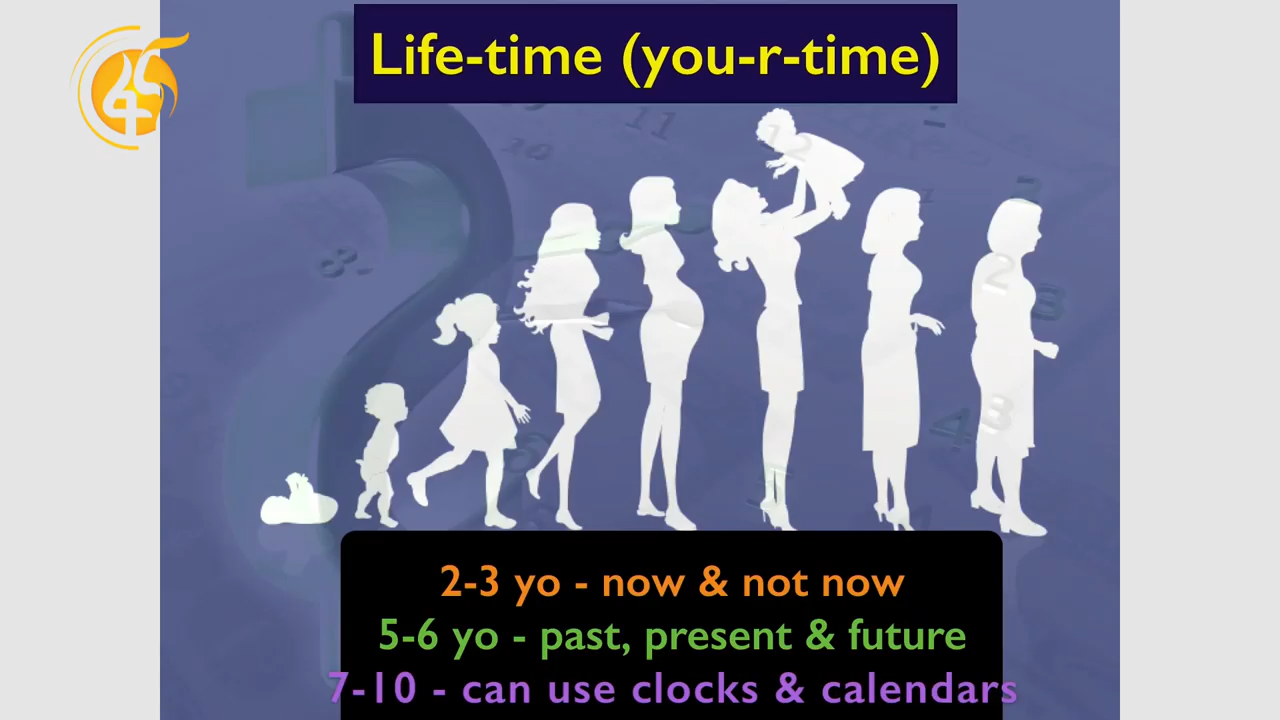 Life-time (you-r-time)
2-3 yo - now & not now
5-6 yo - past, present & future
7-10 - can use clocks & calendars